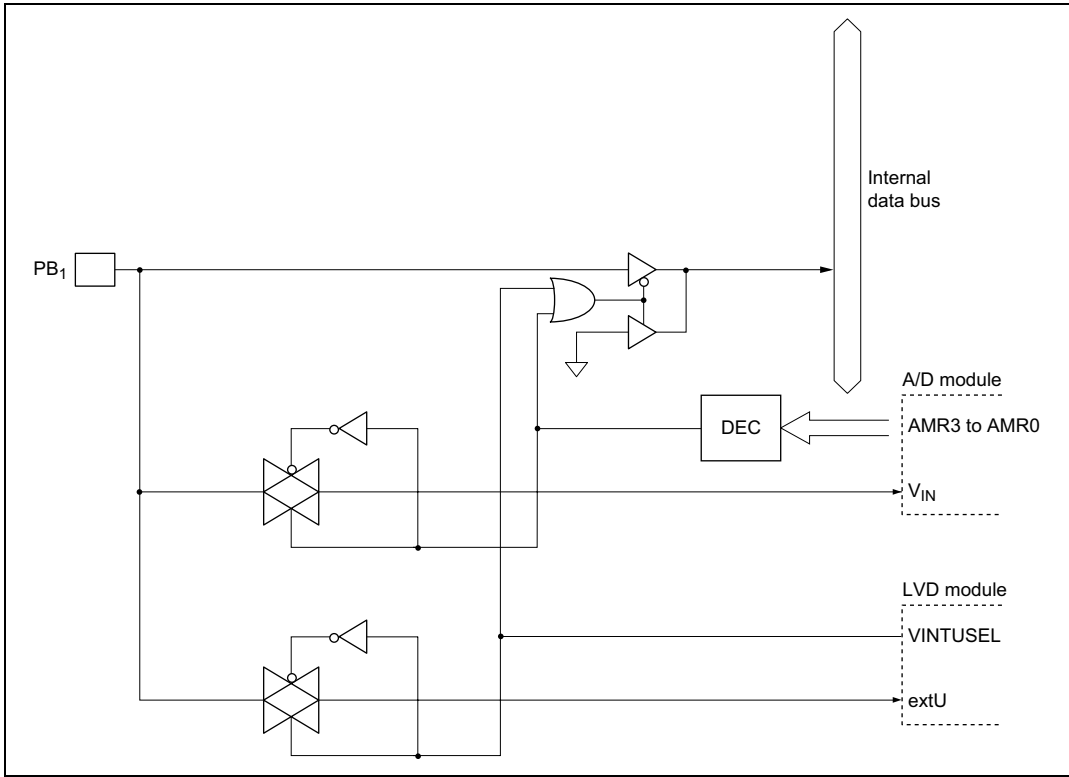 Internal
data bus
PB1
A/D module
DEC
AMR3 to AMR0
VIN
LVD module
VINTUSEL
extU